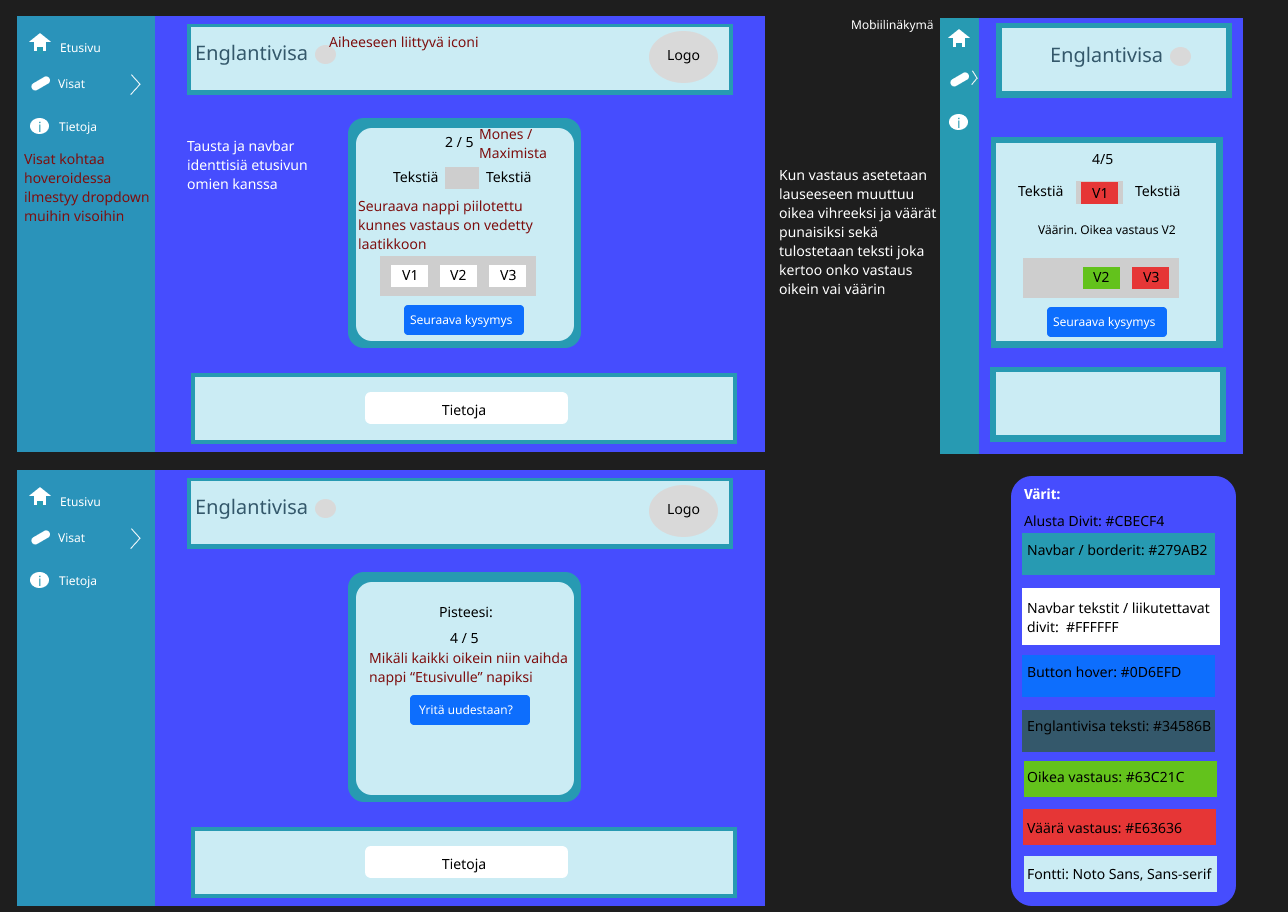 Etusivu
Visat
Tietoja
Visat kohtaa
hoveroidessa
ilmestyy dropdown
muihin visoihin
Englantivisa
Aiheeseen liittyvä iconi
Logo
Tausta ja navbar
identtisiä etusivun
omien kanssa
2 / 5
Mones /
Maximista
Tekstiä
Tekstiä
Seuraava nappi piilotettu
kunnes vastaus on vedetty
laatikkoon
V1 V2 V3
Seuraava kysymys
Tietoja
Mobiilinäkymä
Kun vastaus asetetaan
lauseeseen muuttuu
oikea vihreeksi ja väärät
punaisiksi sekä
tulostetaan teksti joka
kertoo onko vastaus
oikein vai väärin
Englantivisa
4/5
Tekstiä V1 Tekstiä
Väärin. Oikea vastaus V2
V2 V3
Seuraava kysymys
Etusivu
Visat
Tietoja
Englantivisa
Logo
Pisteesi:
4 / 5
Mikäli kaikki oikein niin vaihda
nappi “Etusivulle” napiksi
Yritä uudestaan?
Tietoja
Värit:
Alusta Divit: #CBECF4
Navbar / borderit: #279AB2
Navbar tekstit / liikutettavat
divit: #FFFFFF
Button hover: #0D6EFD
Englantivisa teksti: #34586B
Oikea vastaus: #63C21C
Väärä vastaus: #E63636
Fontti: Noto Sans, Sans-serif